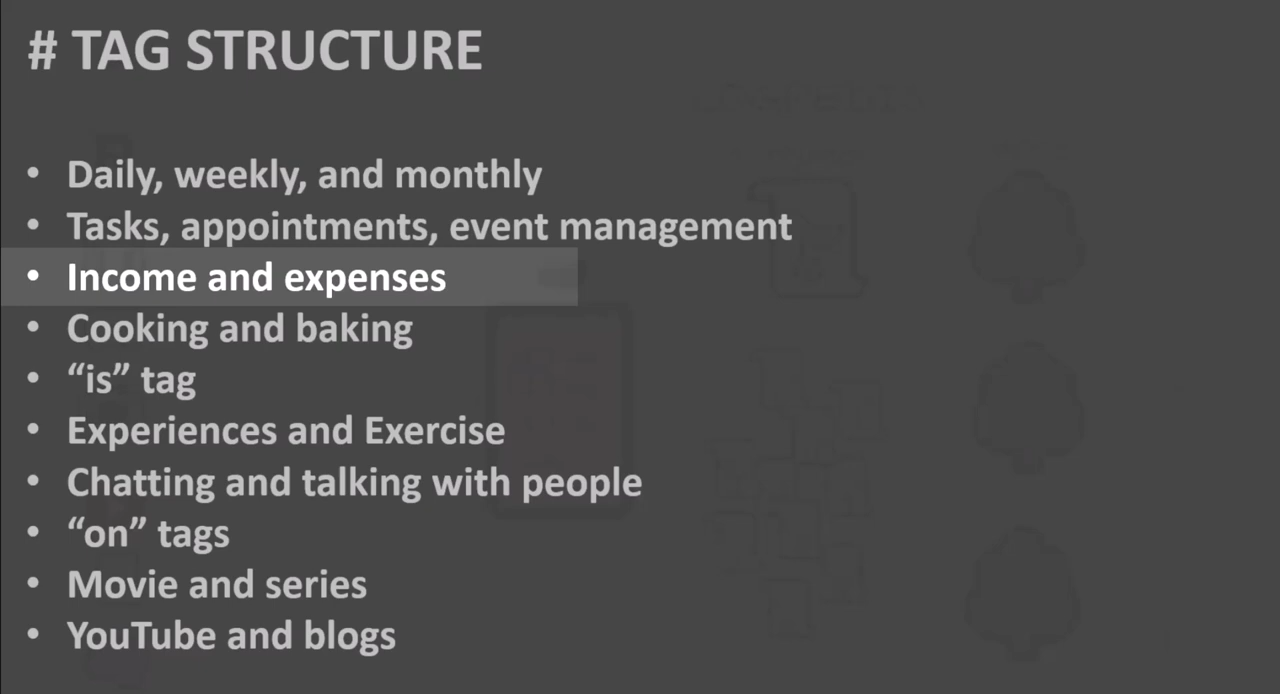 # TAG STRUCTURE
• Daily, weekly, and monthly
• Tasks, appointments, event management
• Income and expenses
• Cooking and baking
• “is” tag
• Experiences and Exercise
• Chatting and talking with people
• “on” tags
• Movie and series
• YouTube and blogs